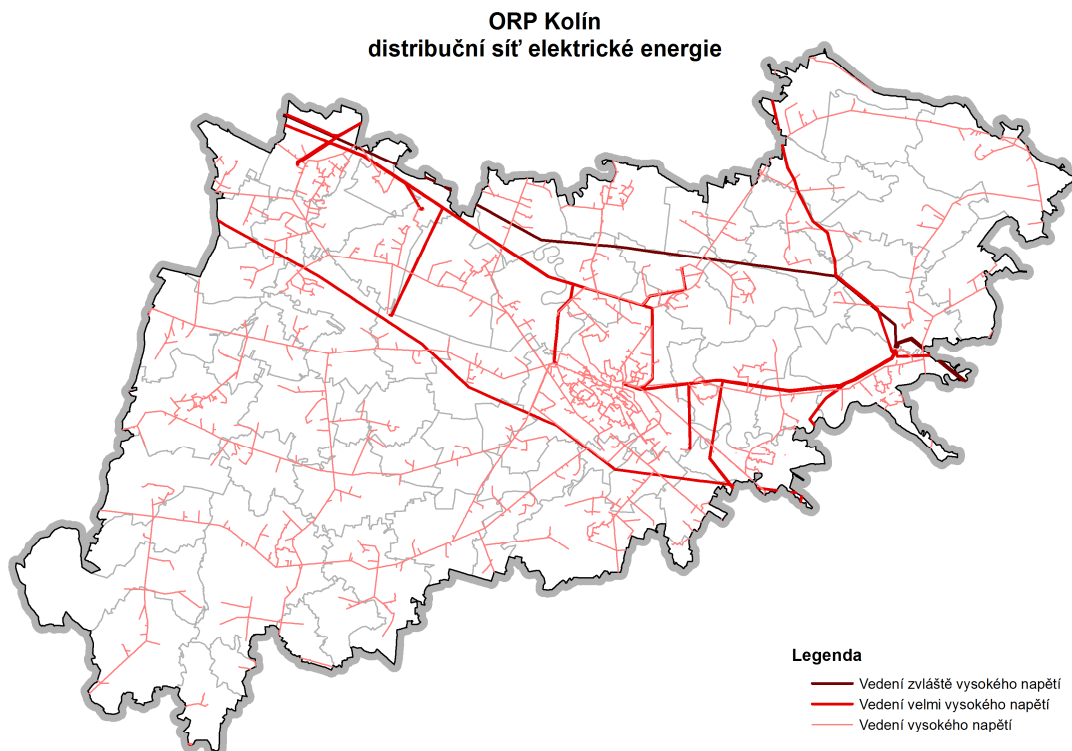 ORP Kolín
distribuční síť elektrické energie
Legenda
Vedení zvláště vysokého napětí
Vedení velmi vysokého napětí
Vedení vysokého napětí